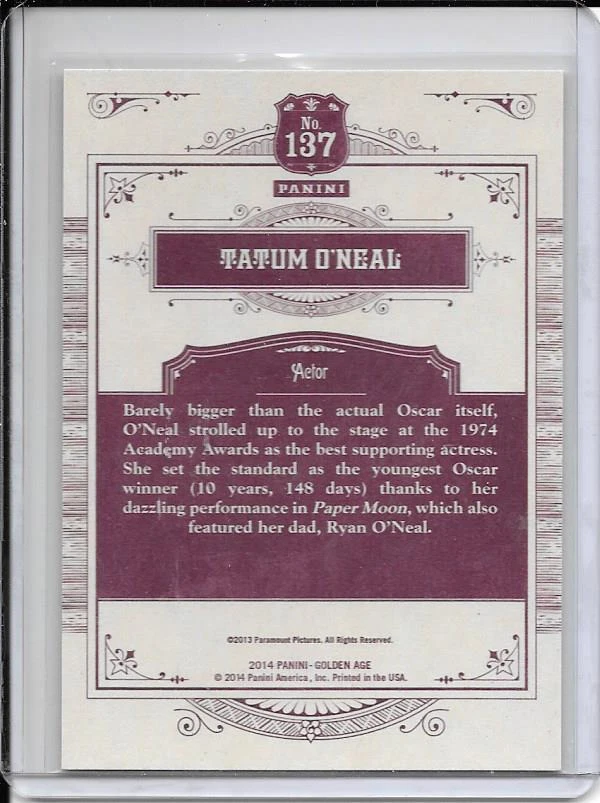 No.
137
PANINI
TATUM O'NEAL
Actor
Barely bigger than the actual Oscar itself,
O'Neal strolled up to the stage at the 1974
Academy Awards as the best supporting actress.
She set the standard as the youngest Oscar
winner (10 years, 148 days) thanks to her
dazzling performance in Paper Moon, which also
featured her dad, Ryan O'Neal.
©2013 Paramount Pictures. All Rights Reserved.
2014 PANINI - GOLDEN AGE
© 2014 Panini America, Inc. Printed in the USA.